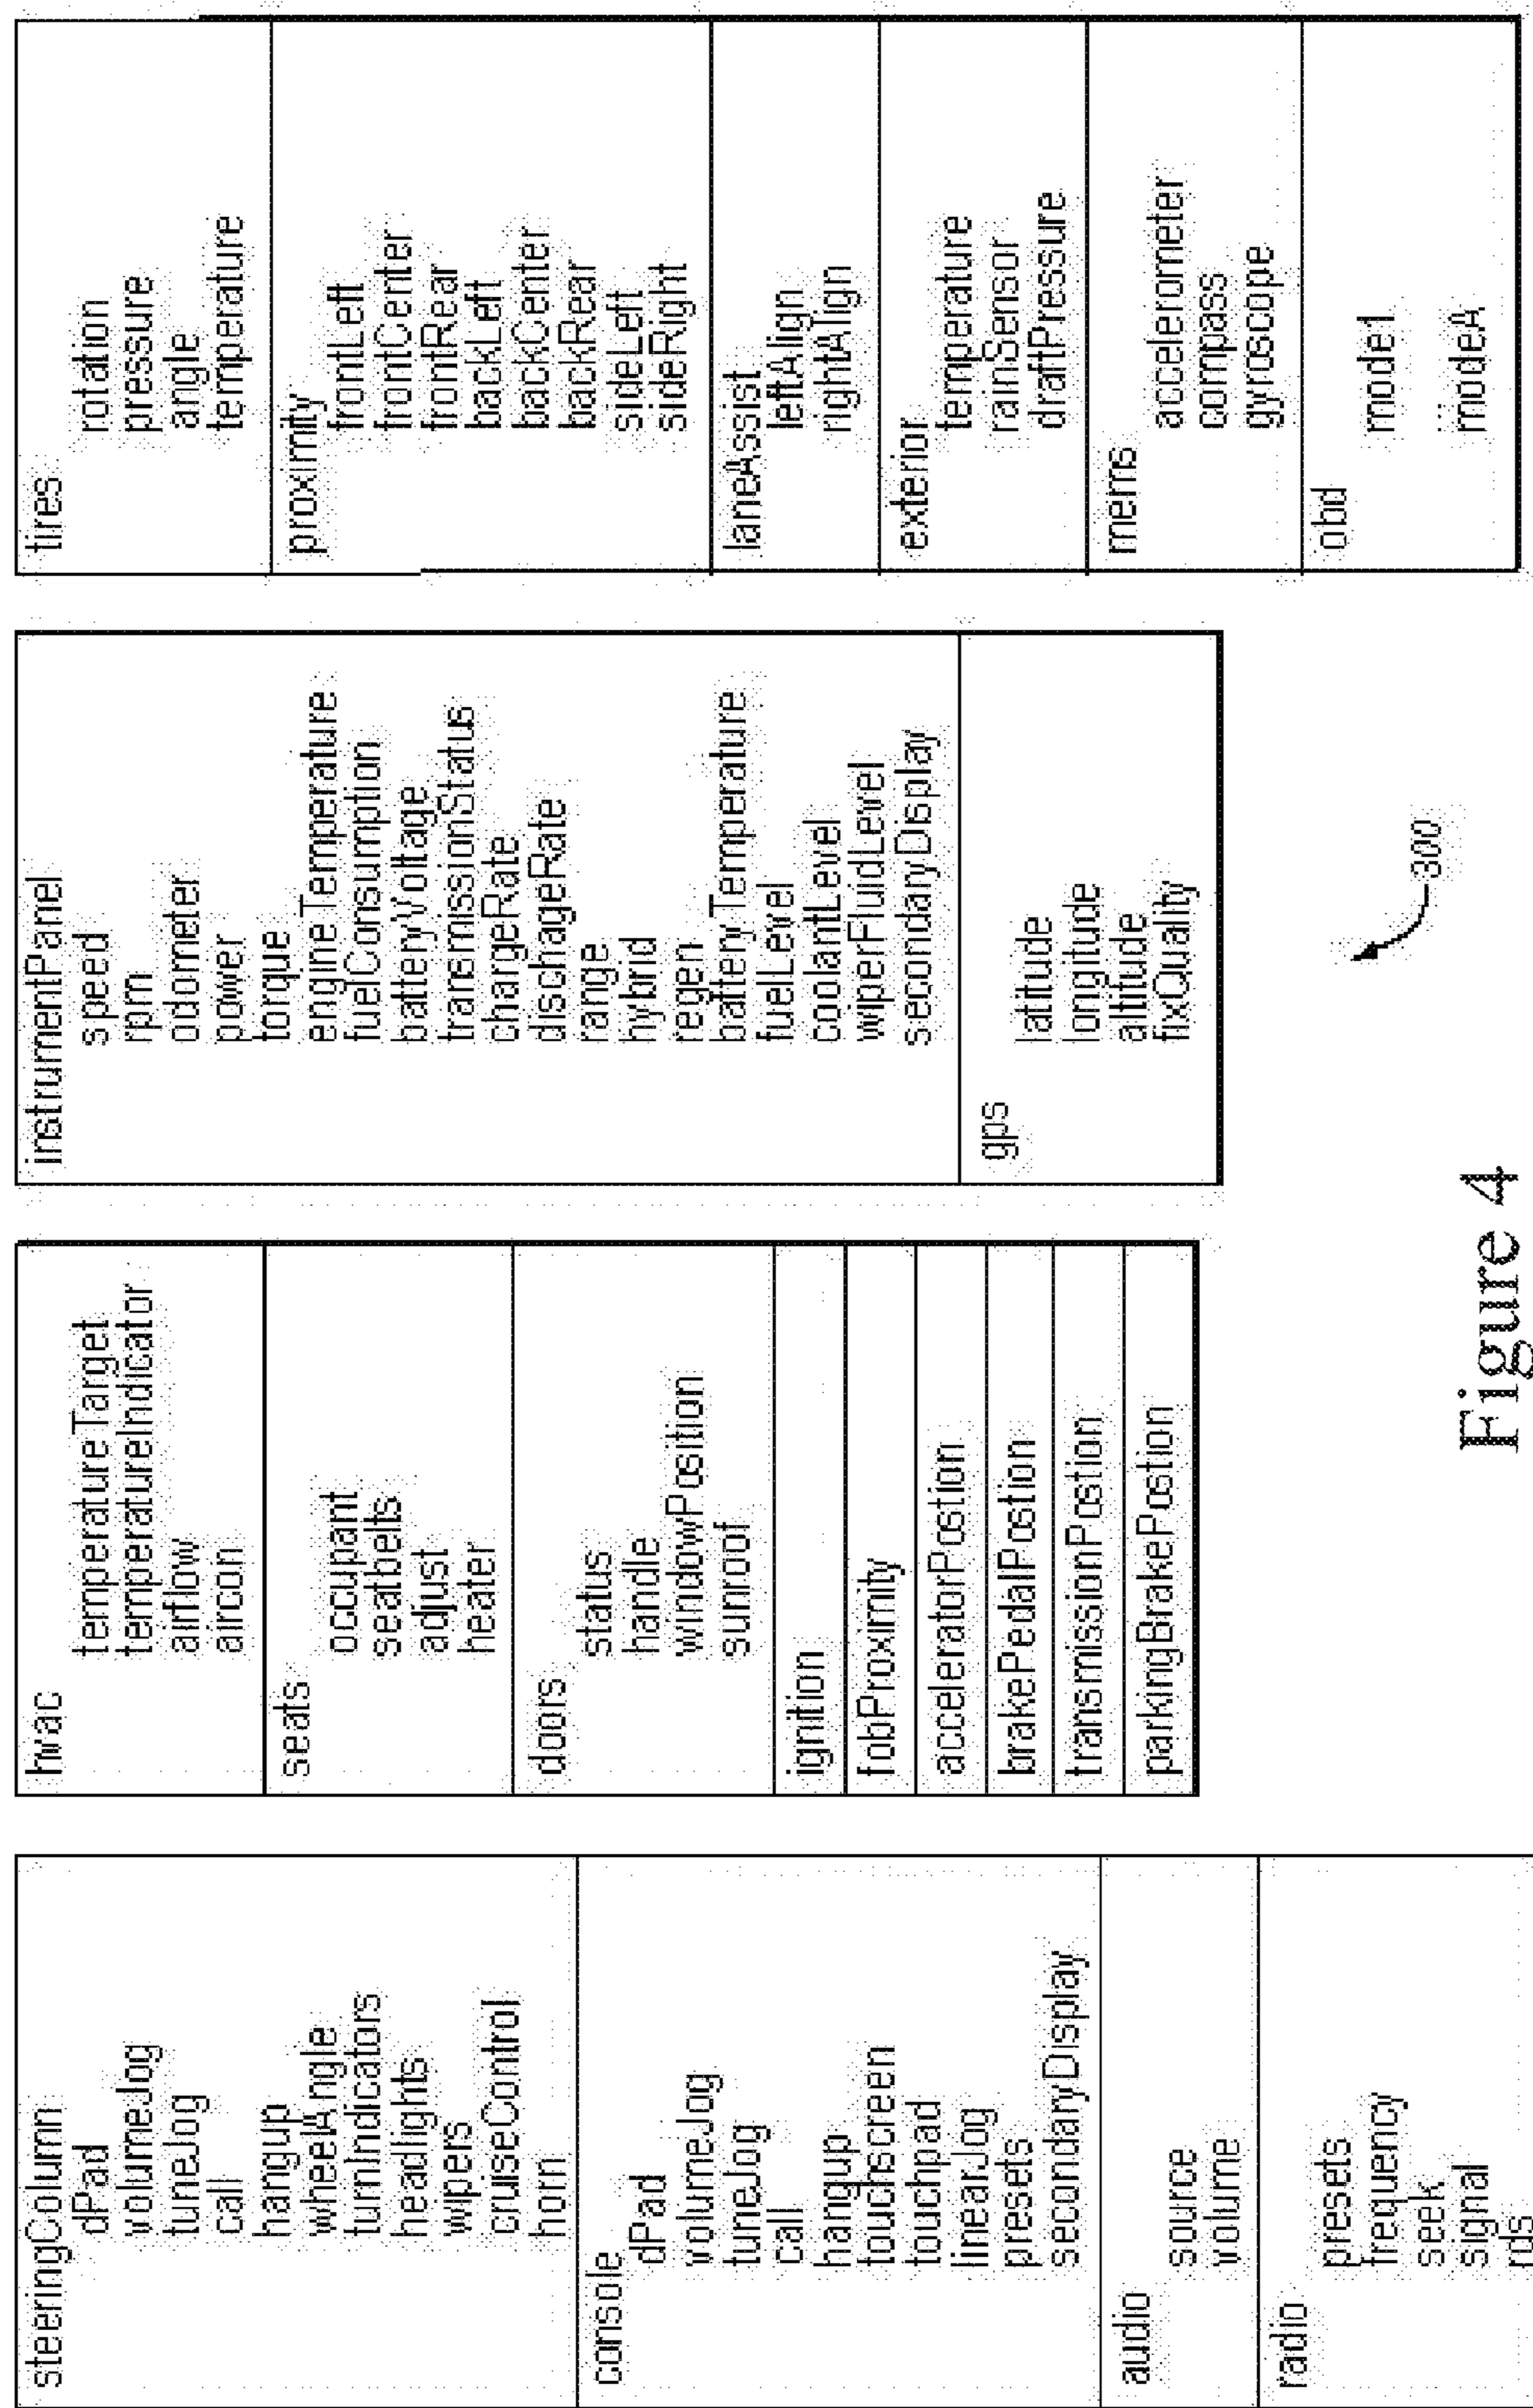 steeringColumn
dPad
volumeJog
tuneJog
call
hangup
wheelAngle
turnIndicators
headlights
wipers
cruiseControl
horn
console
dPad
volumeJog
tuneJog
call
hangup
touchscreen
touchpad
linearJog
presets
secondaryDisplay
audio
source
volume
radio
presets
frequency
seek
signal
rds
hvac
temperatureTarget
temperatureIndicator
airflow
aircon
seats
occupant
seatbelts
adjust
heater
doors
status
handle
windowPosition
sunroof
ignition
fobProximity
acceleratorPostion
brakePedalPostion
transmissionPostion
parkingBrakePostion
instrumentPanel
speed
rpm
odometer
power
torque
engineTemperature
fuelConsumption
batteryVoltage
transmissionStatus
chargeRate
dischageRate
range
hybrid
regen
batteryTemperature
fuelLevel
coolantLevel
wiperFluidLevel
secondaryDisplay
gps
latitude
longitude
altitude
fixQuality
tires
rotation
pressure
angle
temperature
proximity
frontLeft
frontCenter
frontRear
backLeft
backCenter
backRear
sideLeft
sideRight
laneAssist
leftAlign
rightAlign
exterior
temperature
rainSensor
draftPressure
mems
accelerometer
compass
gyroscope
obd
mode1
modeA
300
Figure 4